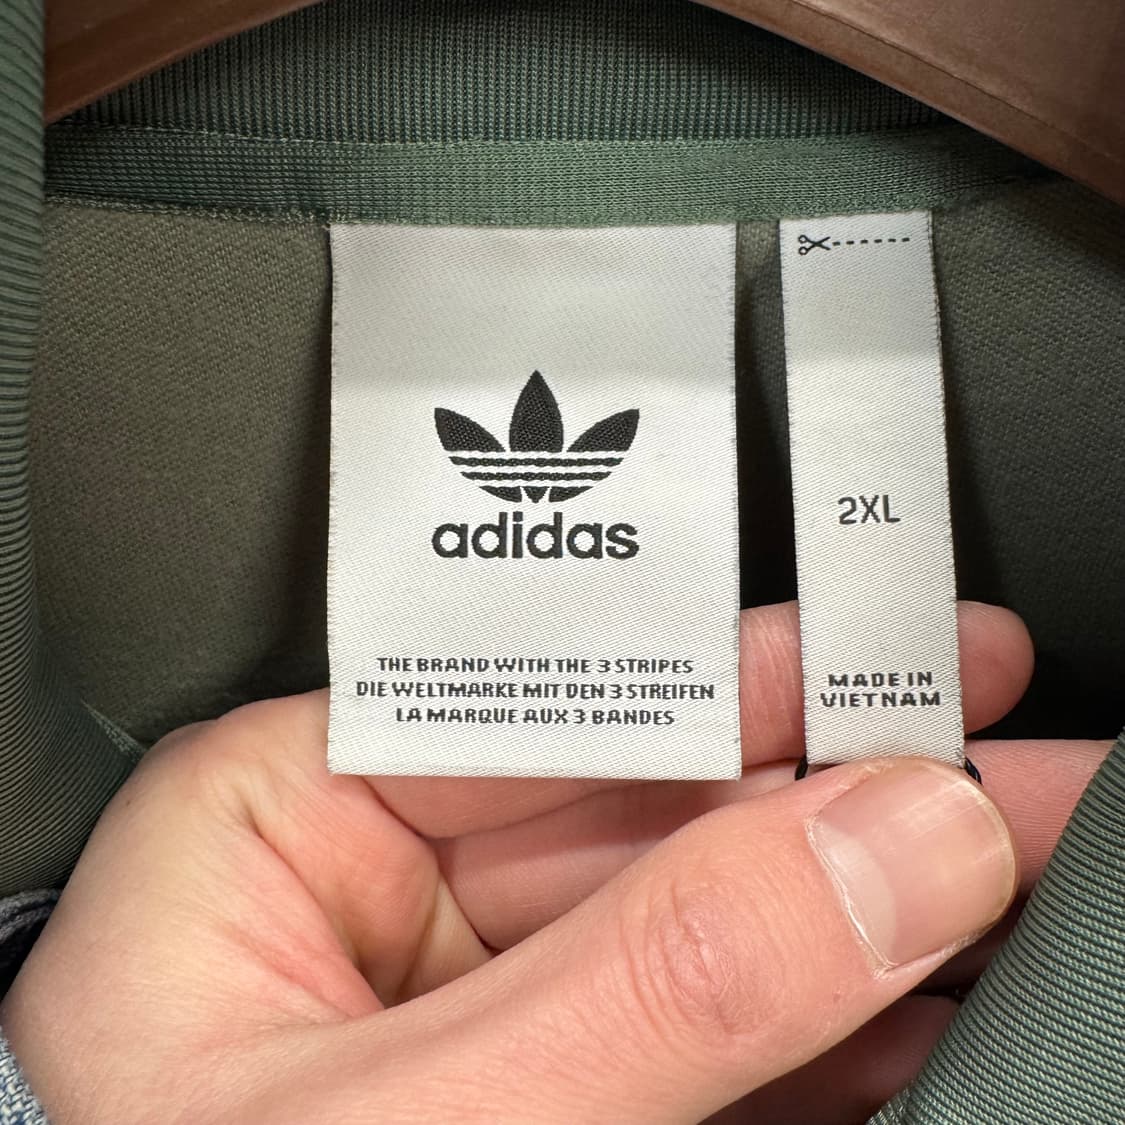 adidas
THE BRAND WITH THE 3 STRIPES
DIE WELTMARKE MIT DEN 3 STREIFEN
LA MARQUE AUX 3 BANDES
2XL
MADE IN
VIETNAM